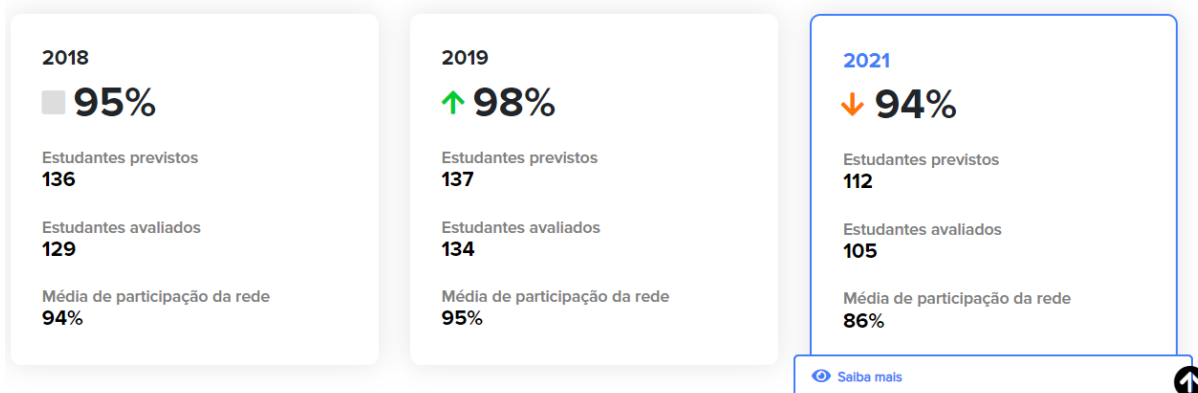 2018
95%
Estudantes previstos
136
Estudantes avaliados
129
Média de participação da rede
94%
2019
98%
Estudantes previstos
137
Estudantes avaliados
134
Média de participação da rede
95%
2021
94%
Estudantes previstos
112
Estudantes avaliados
105
Média de participação da rede
86%
Saiba mais